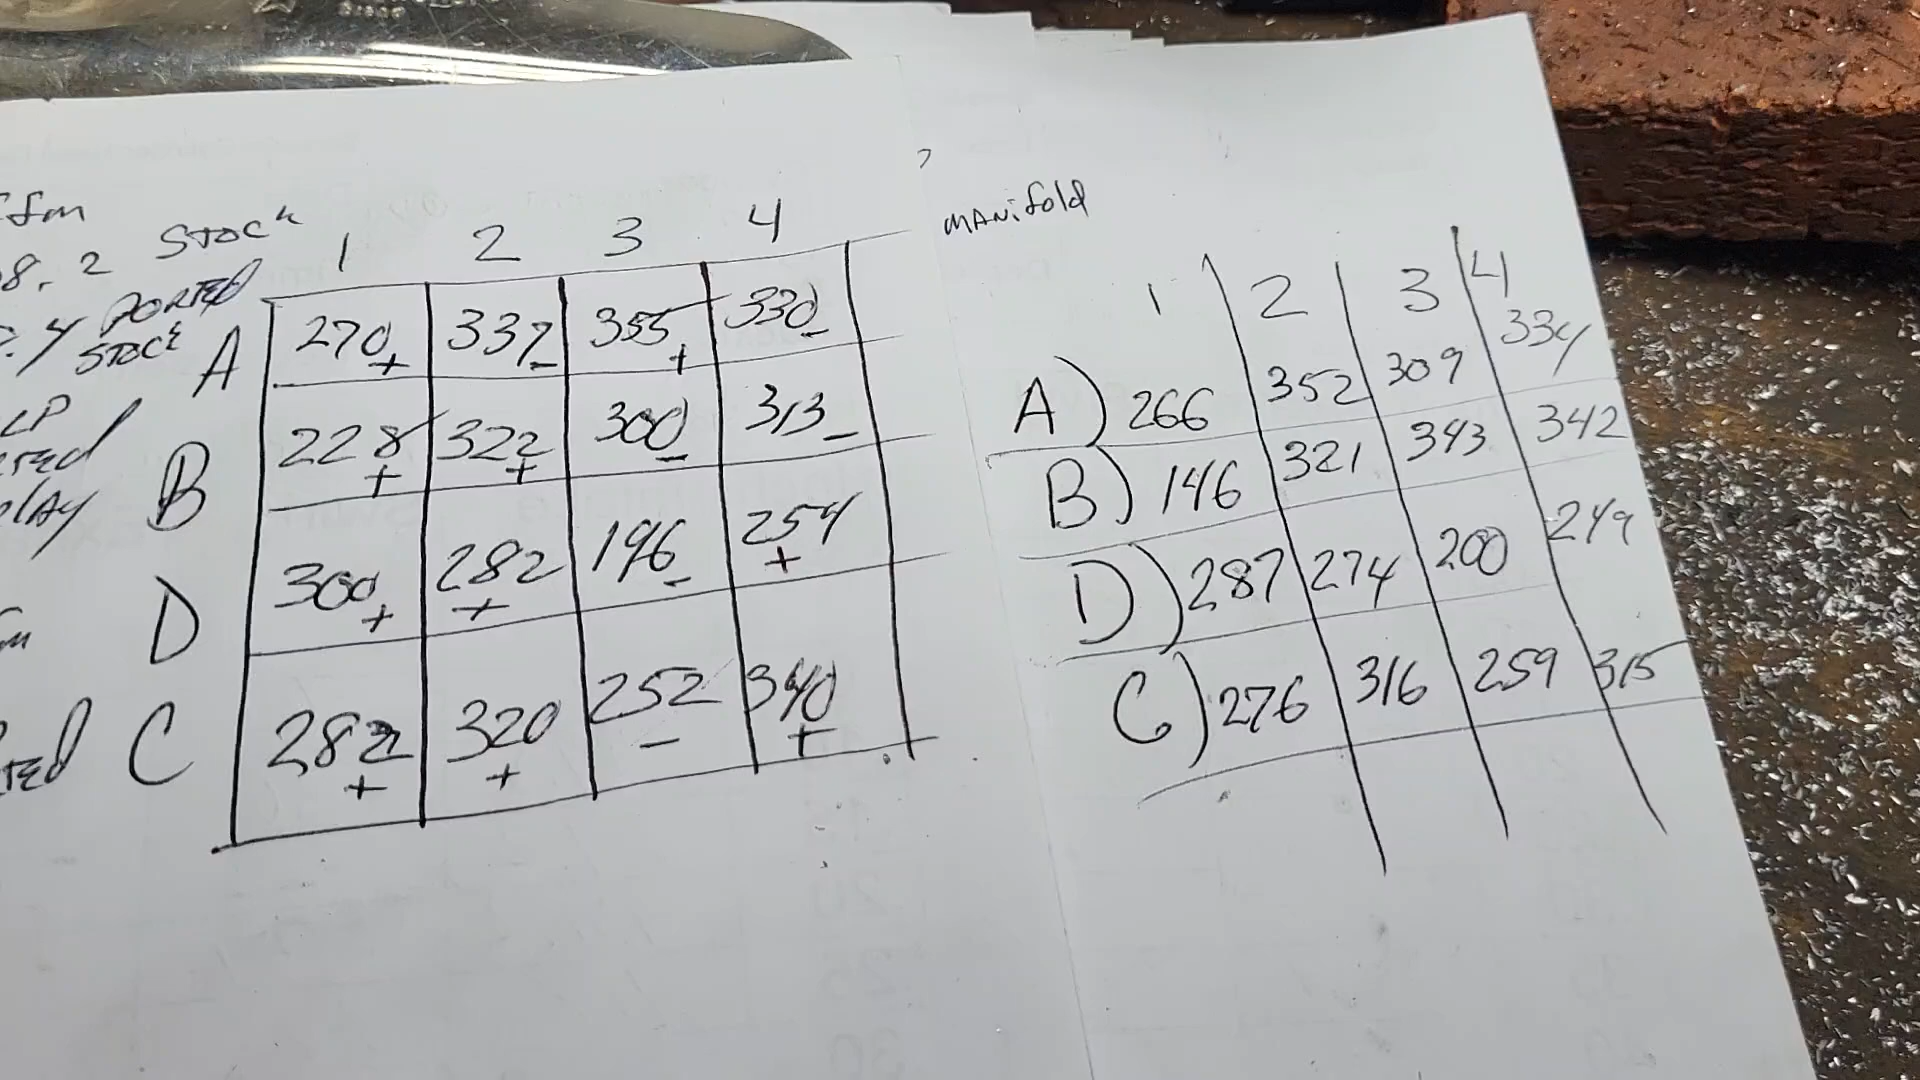 cfm
8.2 STOCK
.4 PORTED
STOCK
LP
1 2 3 4
A 270+ 337- 355+ 330-
B 228+ 322+ 300- 313-
D 300+ 282+ 196- 254+
C 282+ 320+ 252- 340+
MANifold
1 2 3 4
A) 266 352 309 334
B) 146 321 343 342
D) 287 274 200 249
C) 276 316 259 315